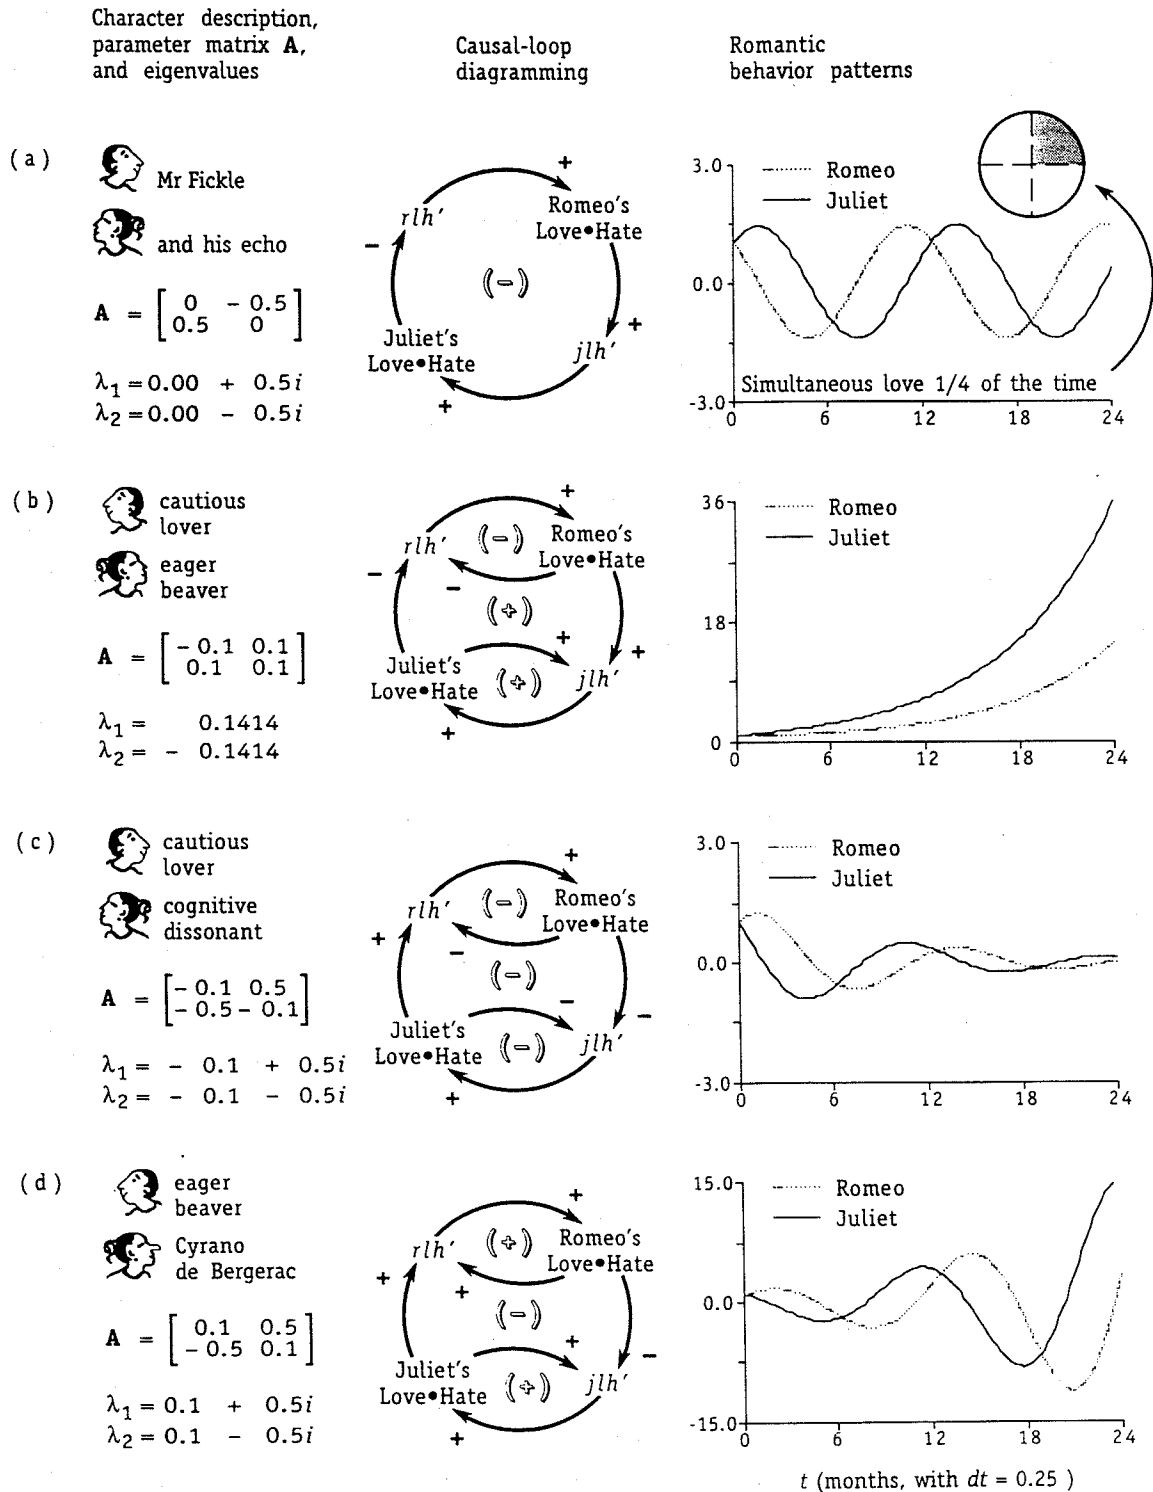 Character description,
parameter matrix A,
and eigenvalues
Causal-loop
diagramming
Romantic
behavior patterns
(a)
Mr Fickle
and his echo
A = [ 0 - 0.5
0.5 0 ]
λ1 = 0.00 + 0.5i
λ2 = 0.00 - 0.5i
+
rlh′
Romeo's
Love•Hate
-
(-)
+
Juliet's
Love•Hate
jlh′
+
3.0
Romeo
Juliet
0.0
Simultaneous love 1/4 of the time
-3.0
0 6 12 18 24
(b)
cautious
lover
eager
beaver
A = [ - 0.1 0.1
0.1 0.1 ]
λ1 = 0.1414
λ2 = - 0.1414
+
rlh′
(-)
Romeo's
Love•Hate
-
-
(+)
+
+
Juliet's
Love•Hate
(+)
jlh′
+
36
Romeo
Juliet
18
0
0 6 12 18 24
(c)
cautious
lover
cognitive
dissonant
A = [ - 0.1 0.5
- 0.5 - 0.1 ]
λ1 = - 0.1 + 0.5i
λ2 = - 0.1 - 0.5i
+
rlh′
(-)
Romeo's
Love•Hate
+
-
(-)
-
-
Juliet's
Love•Hate
(-)
jlh′
+
3.0
Romeo
Juliet
0.0
-3.0
0 6 12 18 24
(d)
eager
beaver
Cyrano
de Bergerac
A = [ 0.1 0.5
- 0.5 0.1 ]
λ1 = 0.1 + 0.5i
λ2 = 0.1 - 0.5i
+
rlh′
(+)
Romeo's
Love•Hate
+
+
(-)
+
-
Juliet's
Love•Hate
(+)
jlh′
+
15.0
Romeo
Juliet
0.0
-15.0
0 6 12 18 24
t (months, with dt = 0.25 )